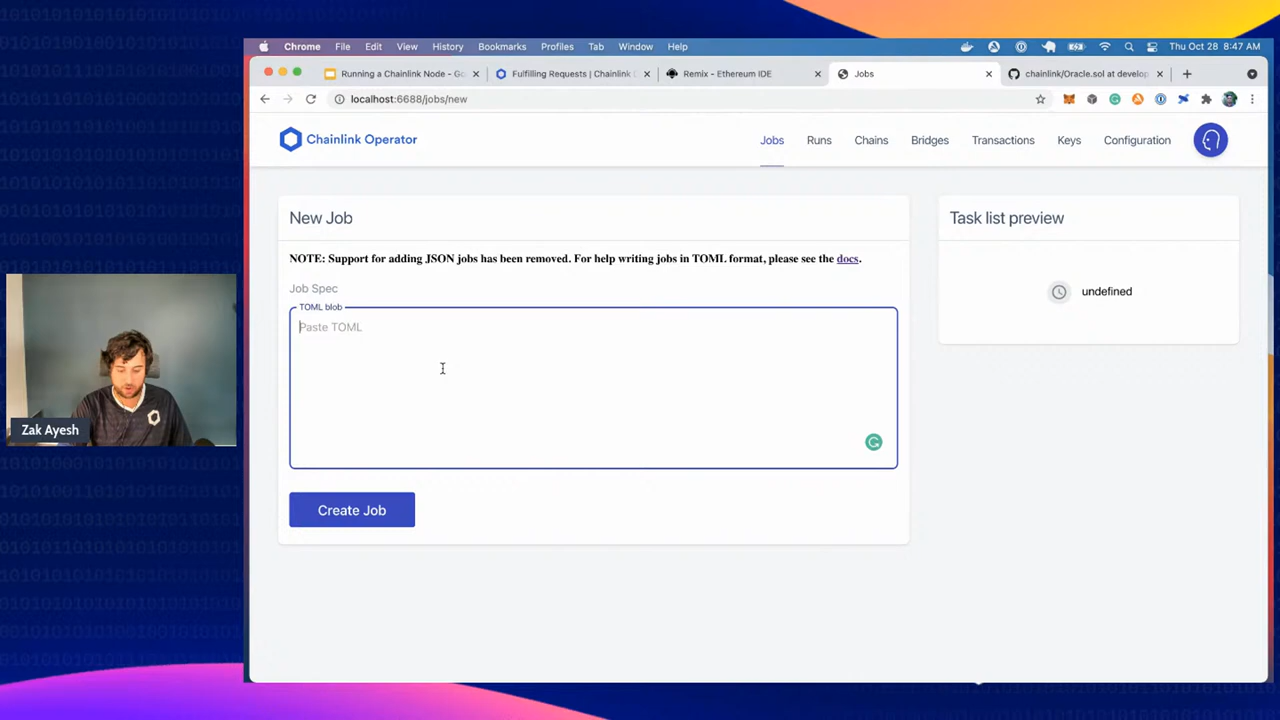 Chrome File Edit View History Bookmarks Profiles Tab Window Help Thu Oct 28 8:47 AM
Running a Chainlink Node - Go Fulfilling Requests | Chainlink Remix - Ethereum IDE Jobs chainlink/Oracle.sol at develop
localhost:6688/jobs/new
Chainlink Operator Jobs Runs Chains Bridges Transactions Keys Configuration
New Job
Task list preview
NOTE: Support for adding JSON jobs has been removed. For help writing jobs in TOML format, please see the docs.
Job Spec
undefined
TOML blob
Paste TOML
Zak Ayesh
Create Job